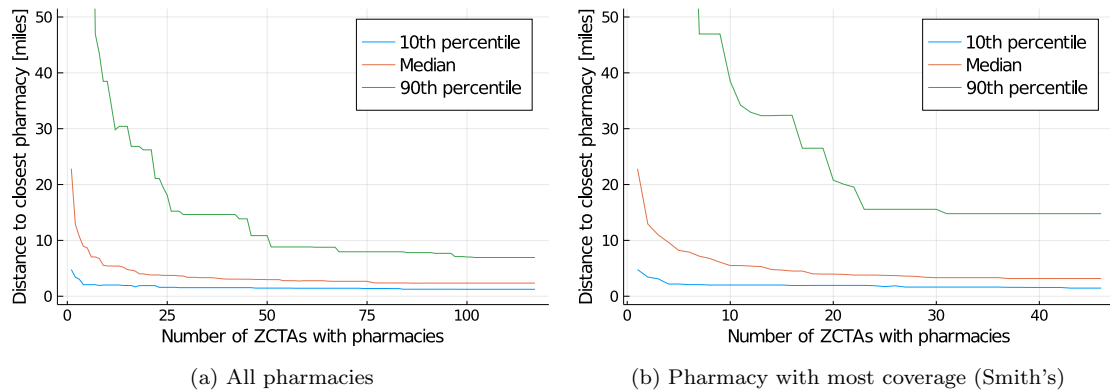 Distance to closest pharmacy [miles]
50
40
30
20
10
0
10th percentile
Median
90th percentile
0
25
50
75
100
Number of ZCTAs with pharmacies
(a) All pharmacies
Distance to closest pharmacy [miles]
50
40
30
20
10
0
10th percentile
Median
90th percentile
0
10
20
30
40
Number of ZCTAs with pharmacies
(b) Pharmacy with most coverage (Smith's)